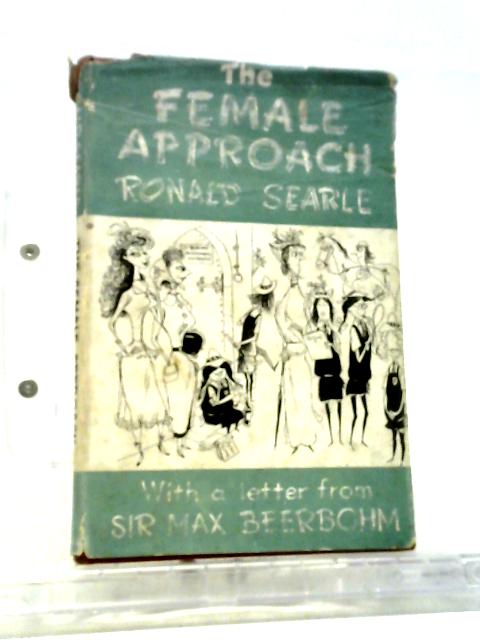 The
FEMALE
APPROACH
RONALD SEARLE
With a letter from
SIR MAX BEERBOHM